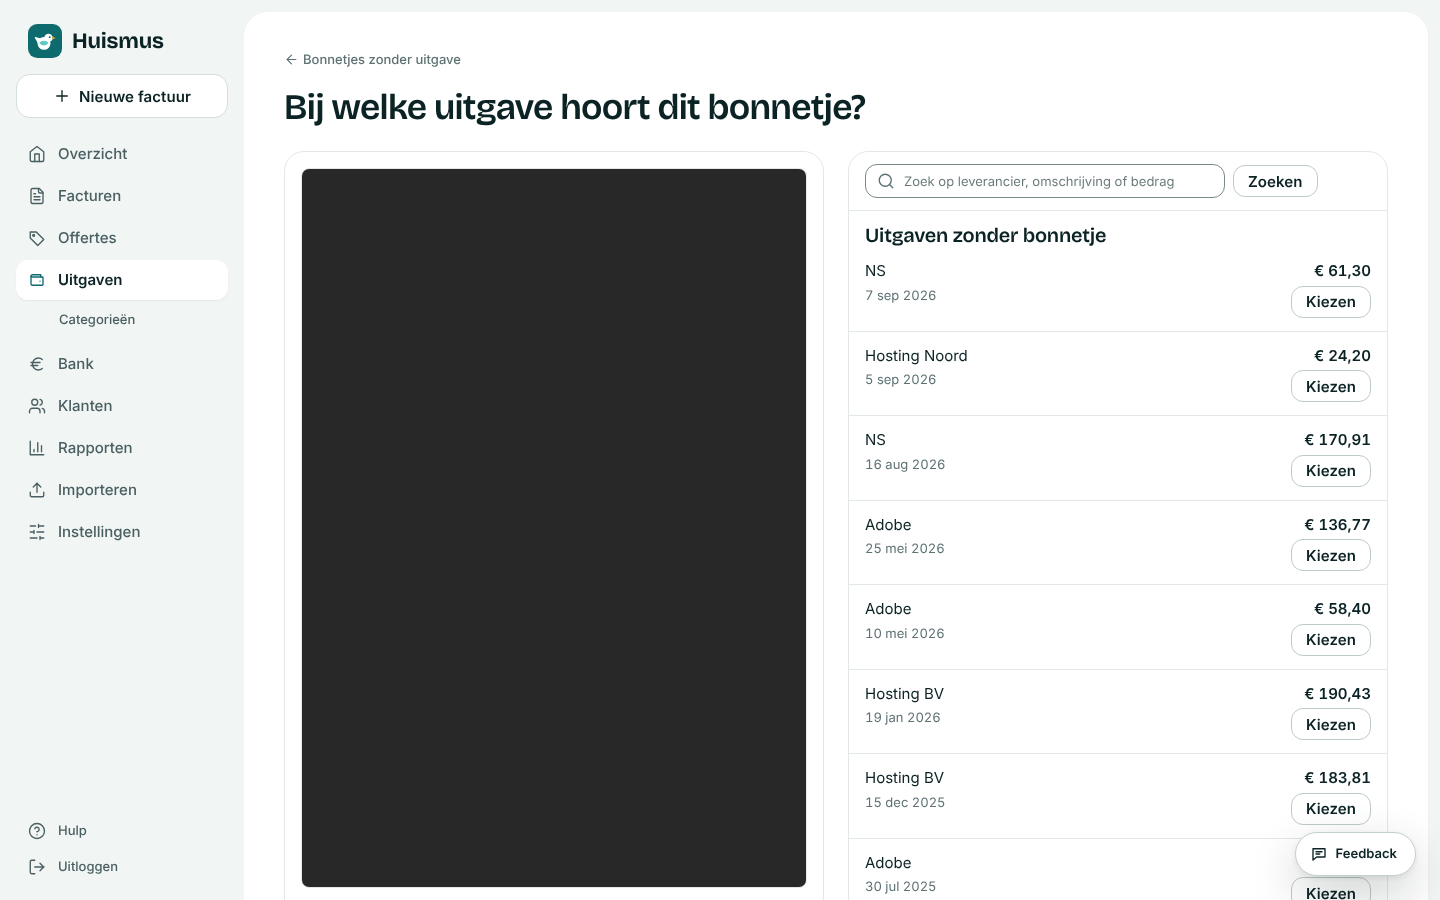 Huismus
Nieuwe factuur
Overzicht
Facturen
Offertes
Uitgaven
Categorieën
Bank
Klanten
Rapporten
Importeren
Instellingen
Hulp
Uitloggen
Bonnetjes zonder uitgave
Bij welke uitgave hoort dit bonnetje?
Zoek op leverancier, omschrijving of bedrag
Zoeken
Uitgaven zonder bonnetje
NS € 61,30
7 sep 2026 Kiezen
Hosting Noord € 24,20
5 sep 2026 Kiezen
NS € 170,91
16 aug 2026 Kiezen
Adobe € 136,77
25 mei 2026 Kiezen
Adobe € 58,40
10 mei 2026 Kiezen
Hosting BV € 190,43
19 jan 2026 Kiezen
Hosting BV € 183,81
15 dec 2025 Kiezen
Adobe
30 jul 2025 Kiezen
Feedback